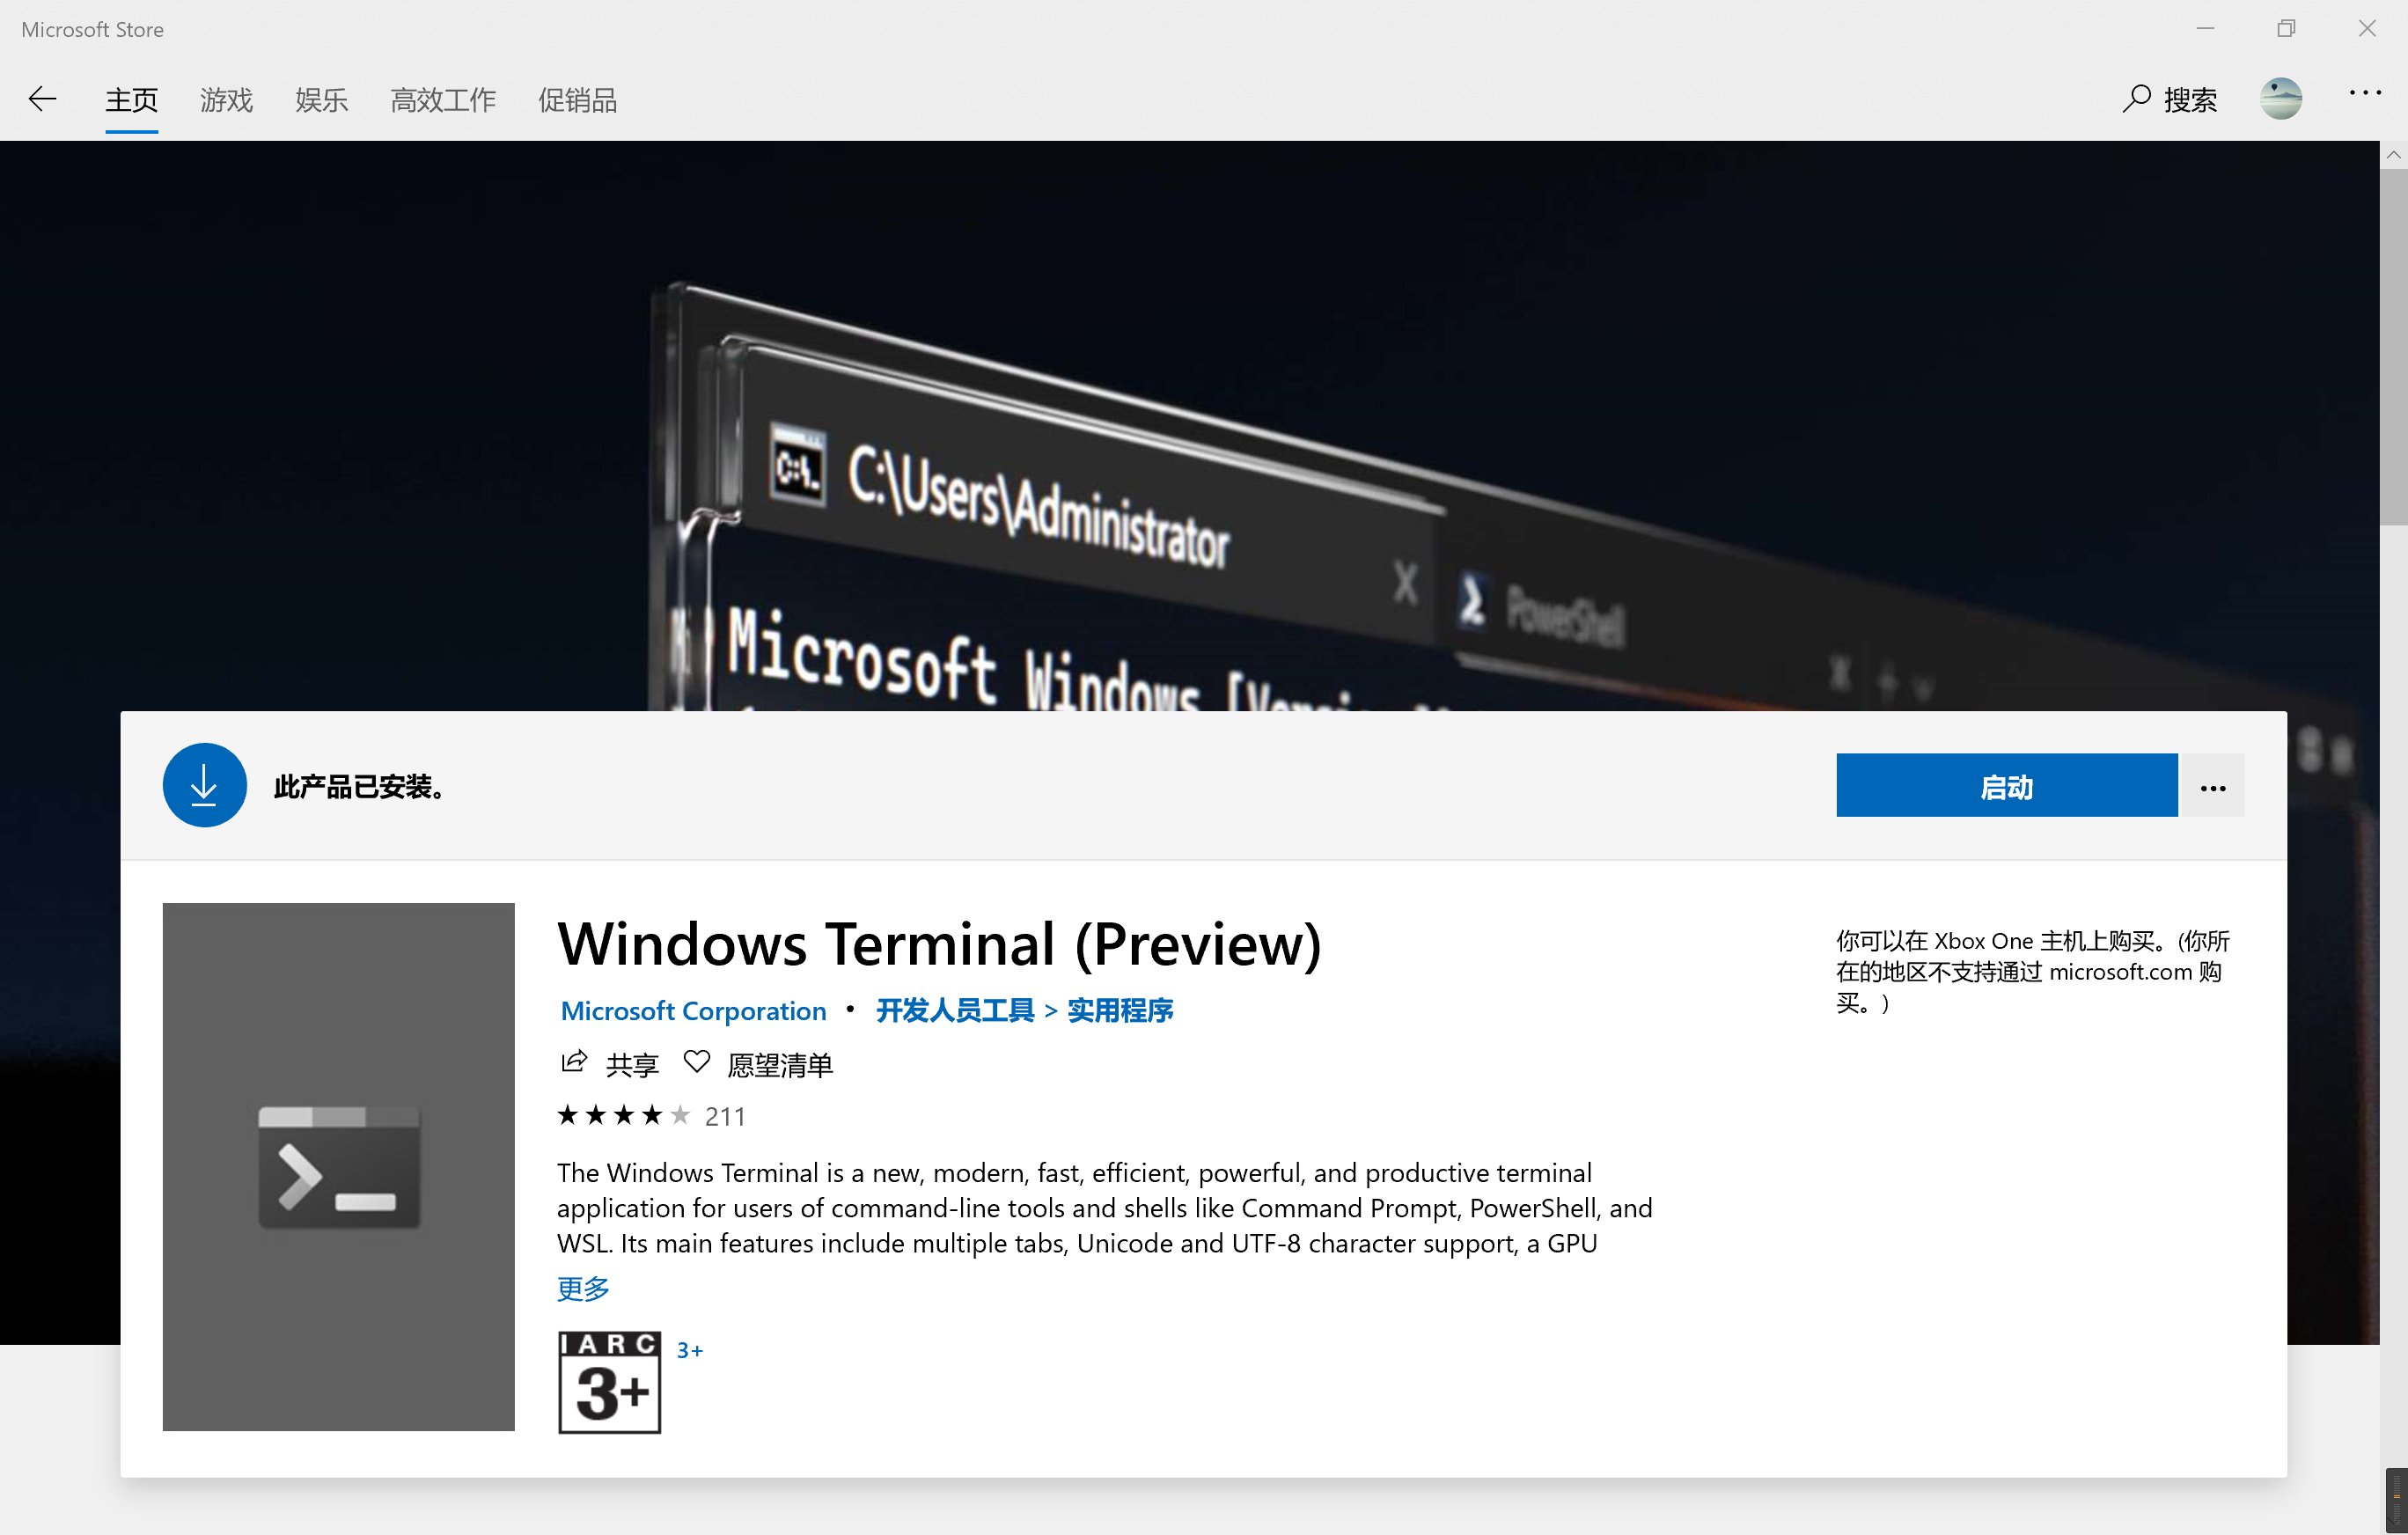 Microsoft Store
主页 游戏 娱乐 高效工作 促销品 搜索
C:\Users\Administrator
PowerShell
Microsoft Windows
此产品已安装。
启动
Windows Terminal (Preview)
Microsoft Corporation • 开发人员工具 > 实用程序
共享 愿望清单
211
The Windows Terminal is a new, modern, fast, efficient, powerful, and productive terminal
application for users of command-line tools and shells like Command Prompt, PowerShell, and
WSL. Its main features include multiple tabs, Unicode and UTF-8 character support, a GPU
更多
IARC
3+
3+
你可以在 Xbox One 主机上购买。(你所
在的地区不支持通过 microsoft.com 购
买。)